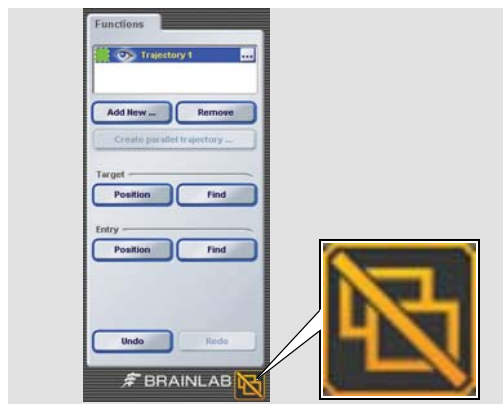 Functions
Trajectory 1 ...
Add New ... Remove
Create parallel trajectory ...
Target
Position Find
Entry
Position Find
Undo Redo
BRAINLAB